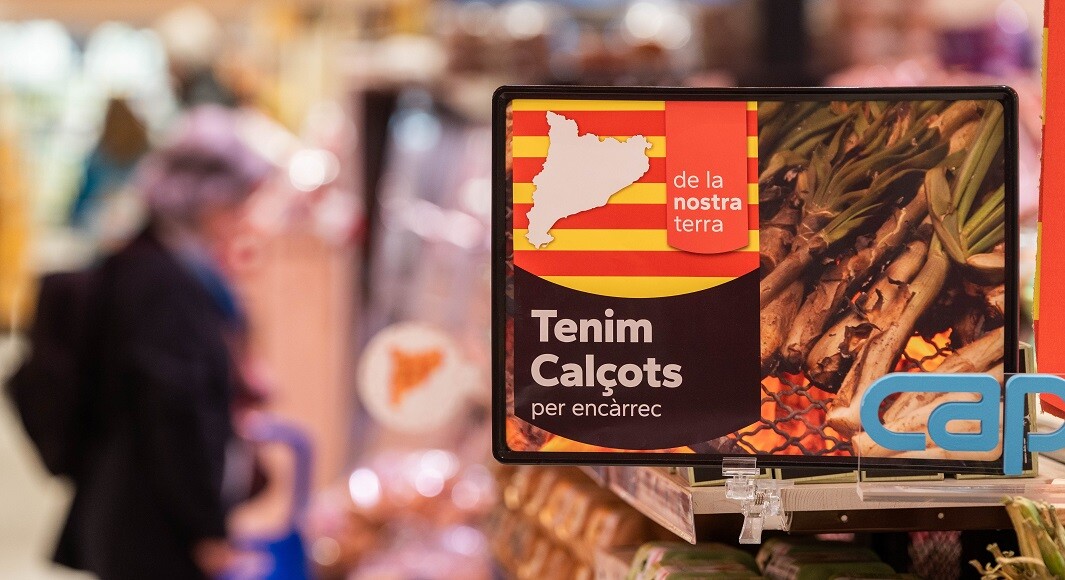 de la
nostra
terra
Tenim
Calçots
per encàrrec
cap